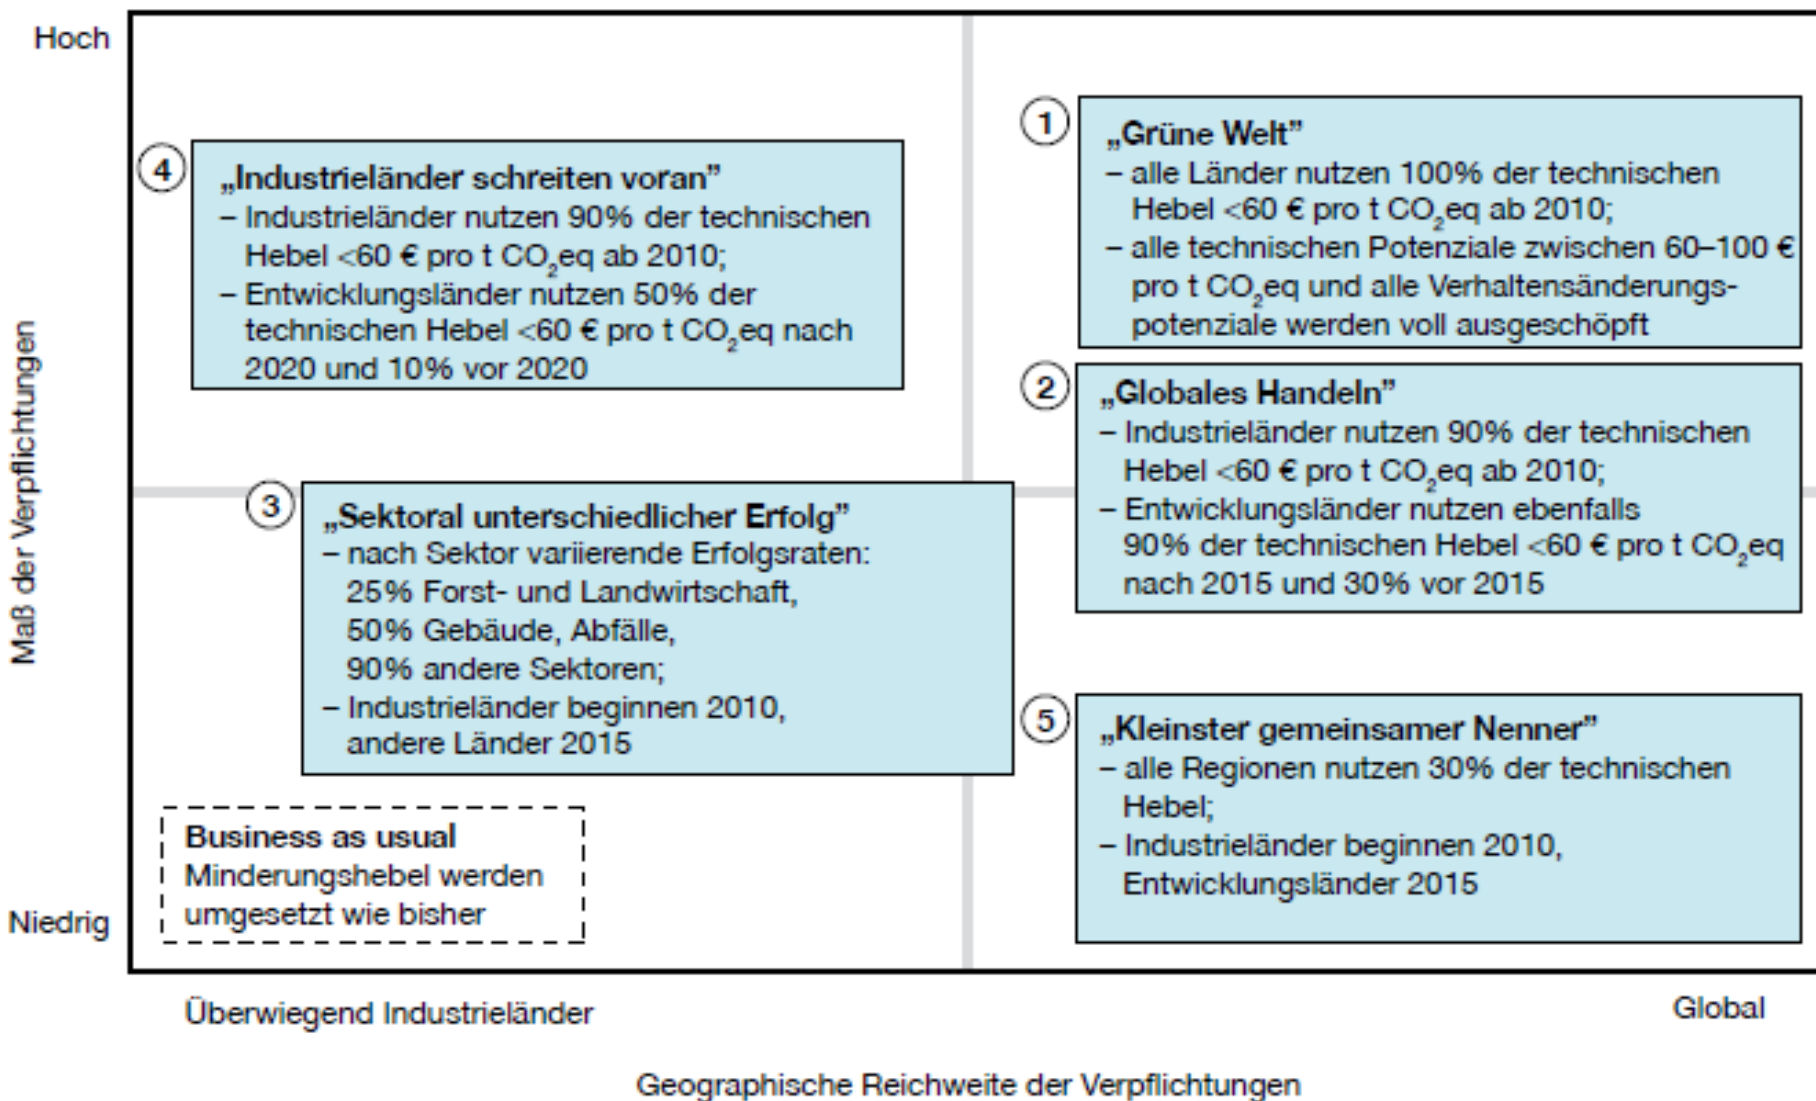 Hoch
Maß der Verpflichtungen
Niedrig
4
„Industrieländer schreiten voran”
– Industrieländer nutzen 90% der technischen
Hebel <60 € pro t CO₂eq ab 2010;
– Entwicklungsländer nutzen 50% der
technischen Hebel <60 € pro t CO₂eq nach
2020 und 10% vor 2020
1
„Grüne Welt”
– alle Länder nutzen 100% der technischen
Hebel <60 € pro t CO₂eq ab 2010;
– alle technischen Potenziale zwischen 60–100 €
pro t CO₂eq und alle Verhaltensänderungs-
potenziale werden voll ausgeschöpft
2
„Globales Handeln”
– Industrieländer nutzen 90% der technischen
Hebel <60 € pro t CO₂eq ab 2010;
– Entwicklungsländer nutzen ebenfalls
90% der technischen Hebel <60 € pro t CO₂eq
nach 2015 und 30% vor 2015
3
„Sektoral unterschiedlicher Erfolg”
– nach Sektor variierende Erfolgsraten:
25% Forst- und Landwirtschaft,
50% Gebäude, Abfälle,
90% andere Sektoren;
– Industrieländer beginnen 2010,
andere Länder 2015
5
„Kleinster gemeinsamer Nenner”
– alle Regionen nutzen 30% der technischen
Hebel;
– Industrieländer beginnen 2010,
Entwicklungsländer 2015
Business as usual
Minderungshebel werden
umgesetzt wie bisher
Überwiegend Industrieländer
Global
Geographische Reichweite der Verpflichtungen